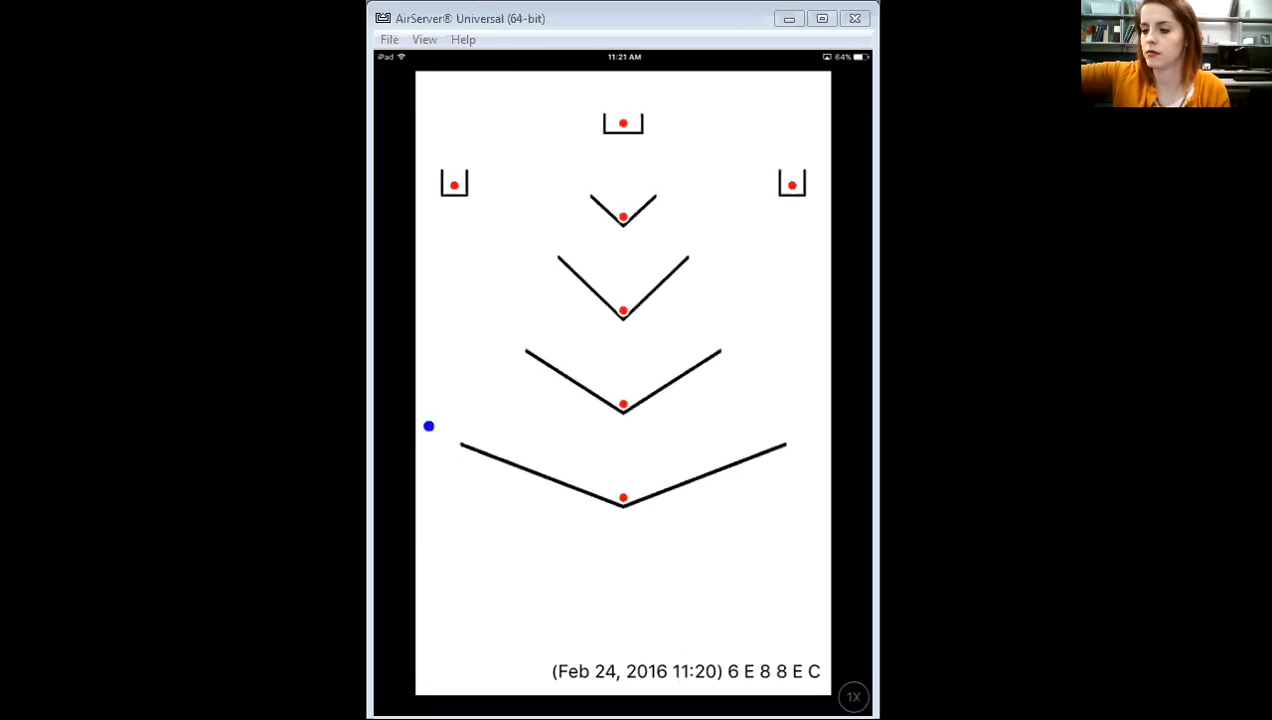 AirServer® Universal (64-bit)
File View Help
iPad 11:21 AM 64%
(Feb 24, 2016 11:20) 6 E 8 8 E C
1X